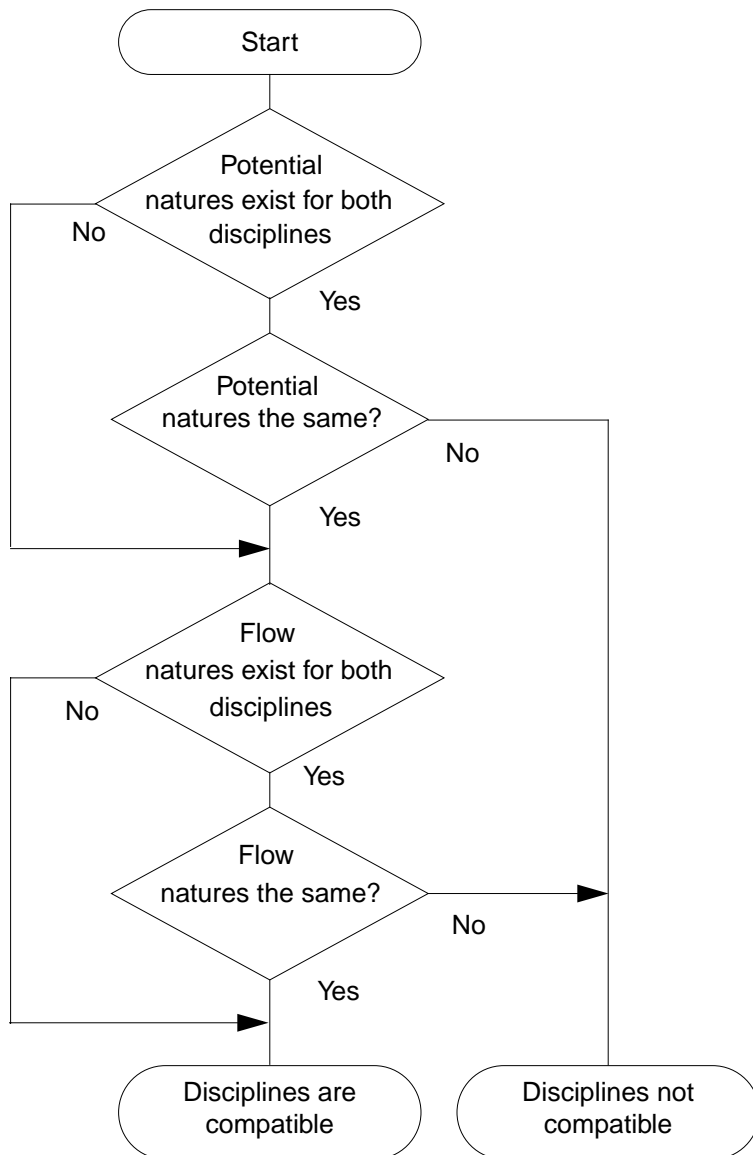 Start
Potential
natures exist for both
disciplines
No
Yes
Potential
natures the same?
No
Yes
Flow
natures exist for both
disciplines
No
Yes
Flow
natures the same?
No
Yes
Disciplines are
compatible
Disciplines not
compatible